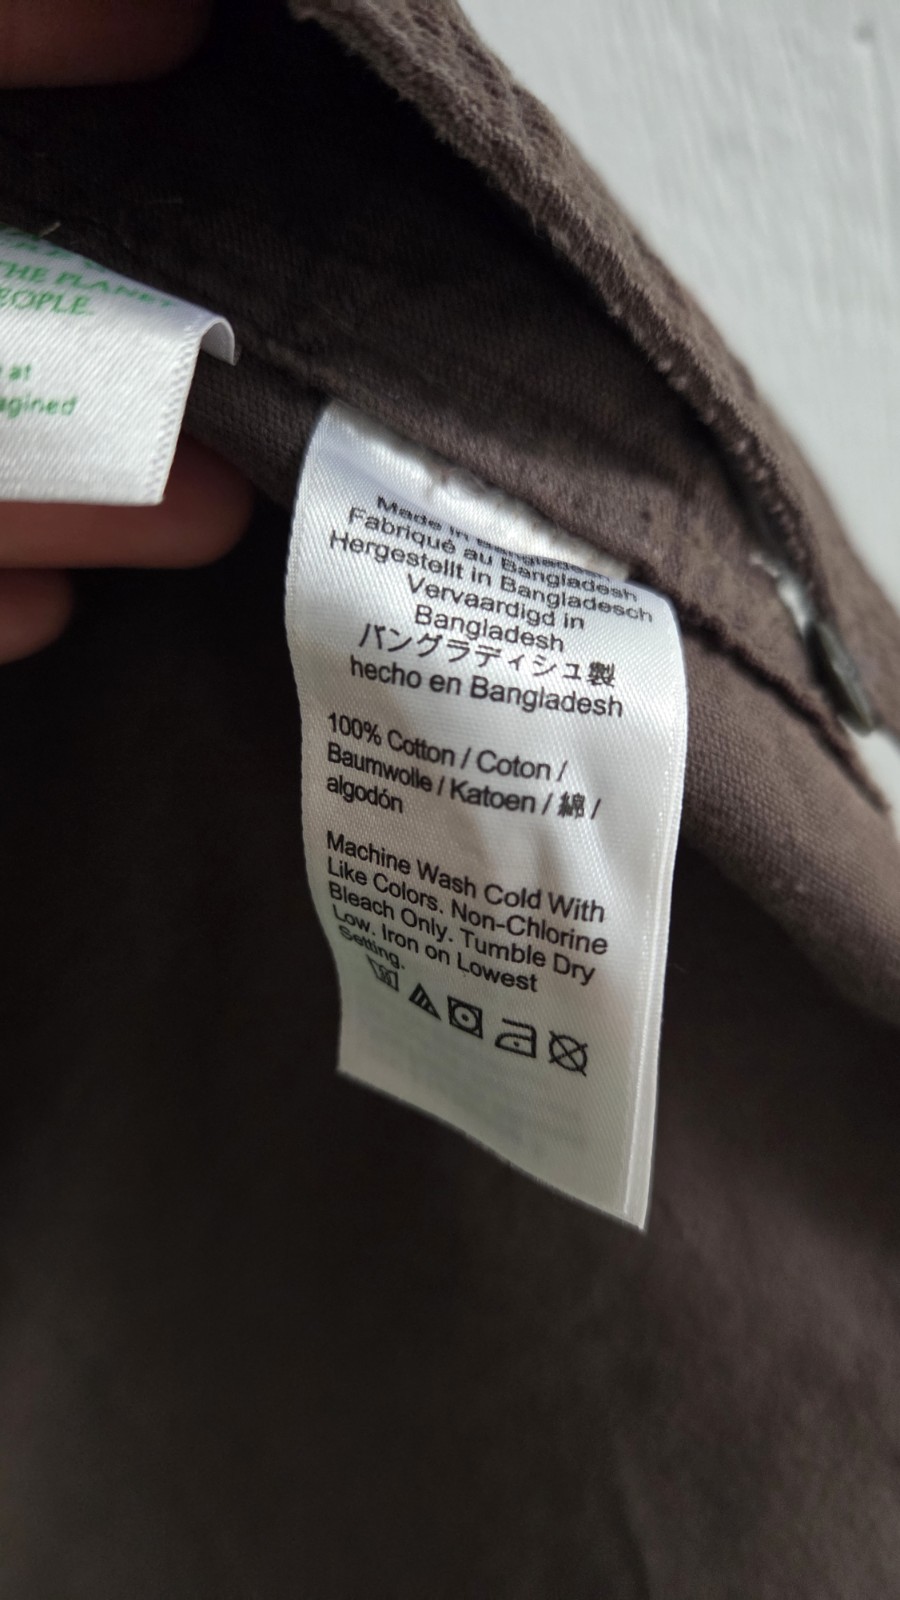 THE PLANET
PEOPLE.
at
Made in Bangladesh
Fabriqué au Bangladesh
Hergestellt in Bangladesch
Vervaardigd in
Bangladesh
バングラディシュ製
hecho en Bangladesh
100% Cotton / Coton /
Baumwolle / Katoen / 綿 /
algodón
Machine Wash Cold With
Like Colors. Non-Chlorine
Bleach Only. Tumble Dry
Low. Iron on Lowest
Setting.